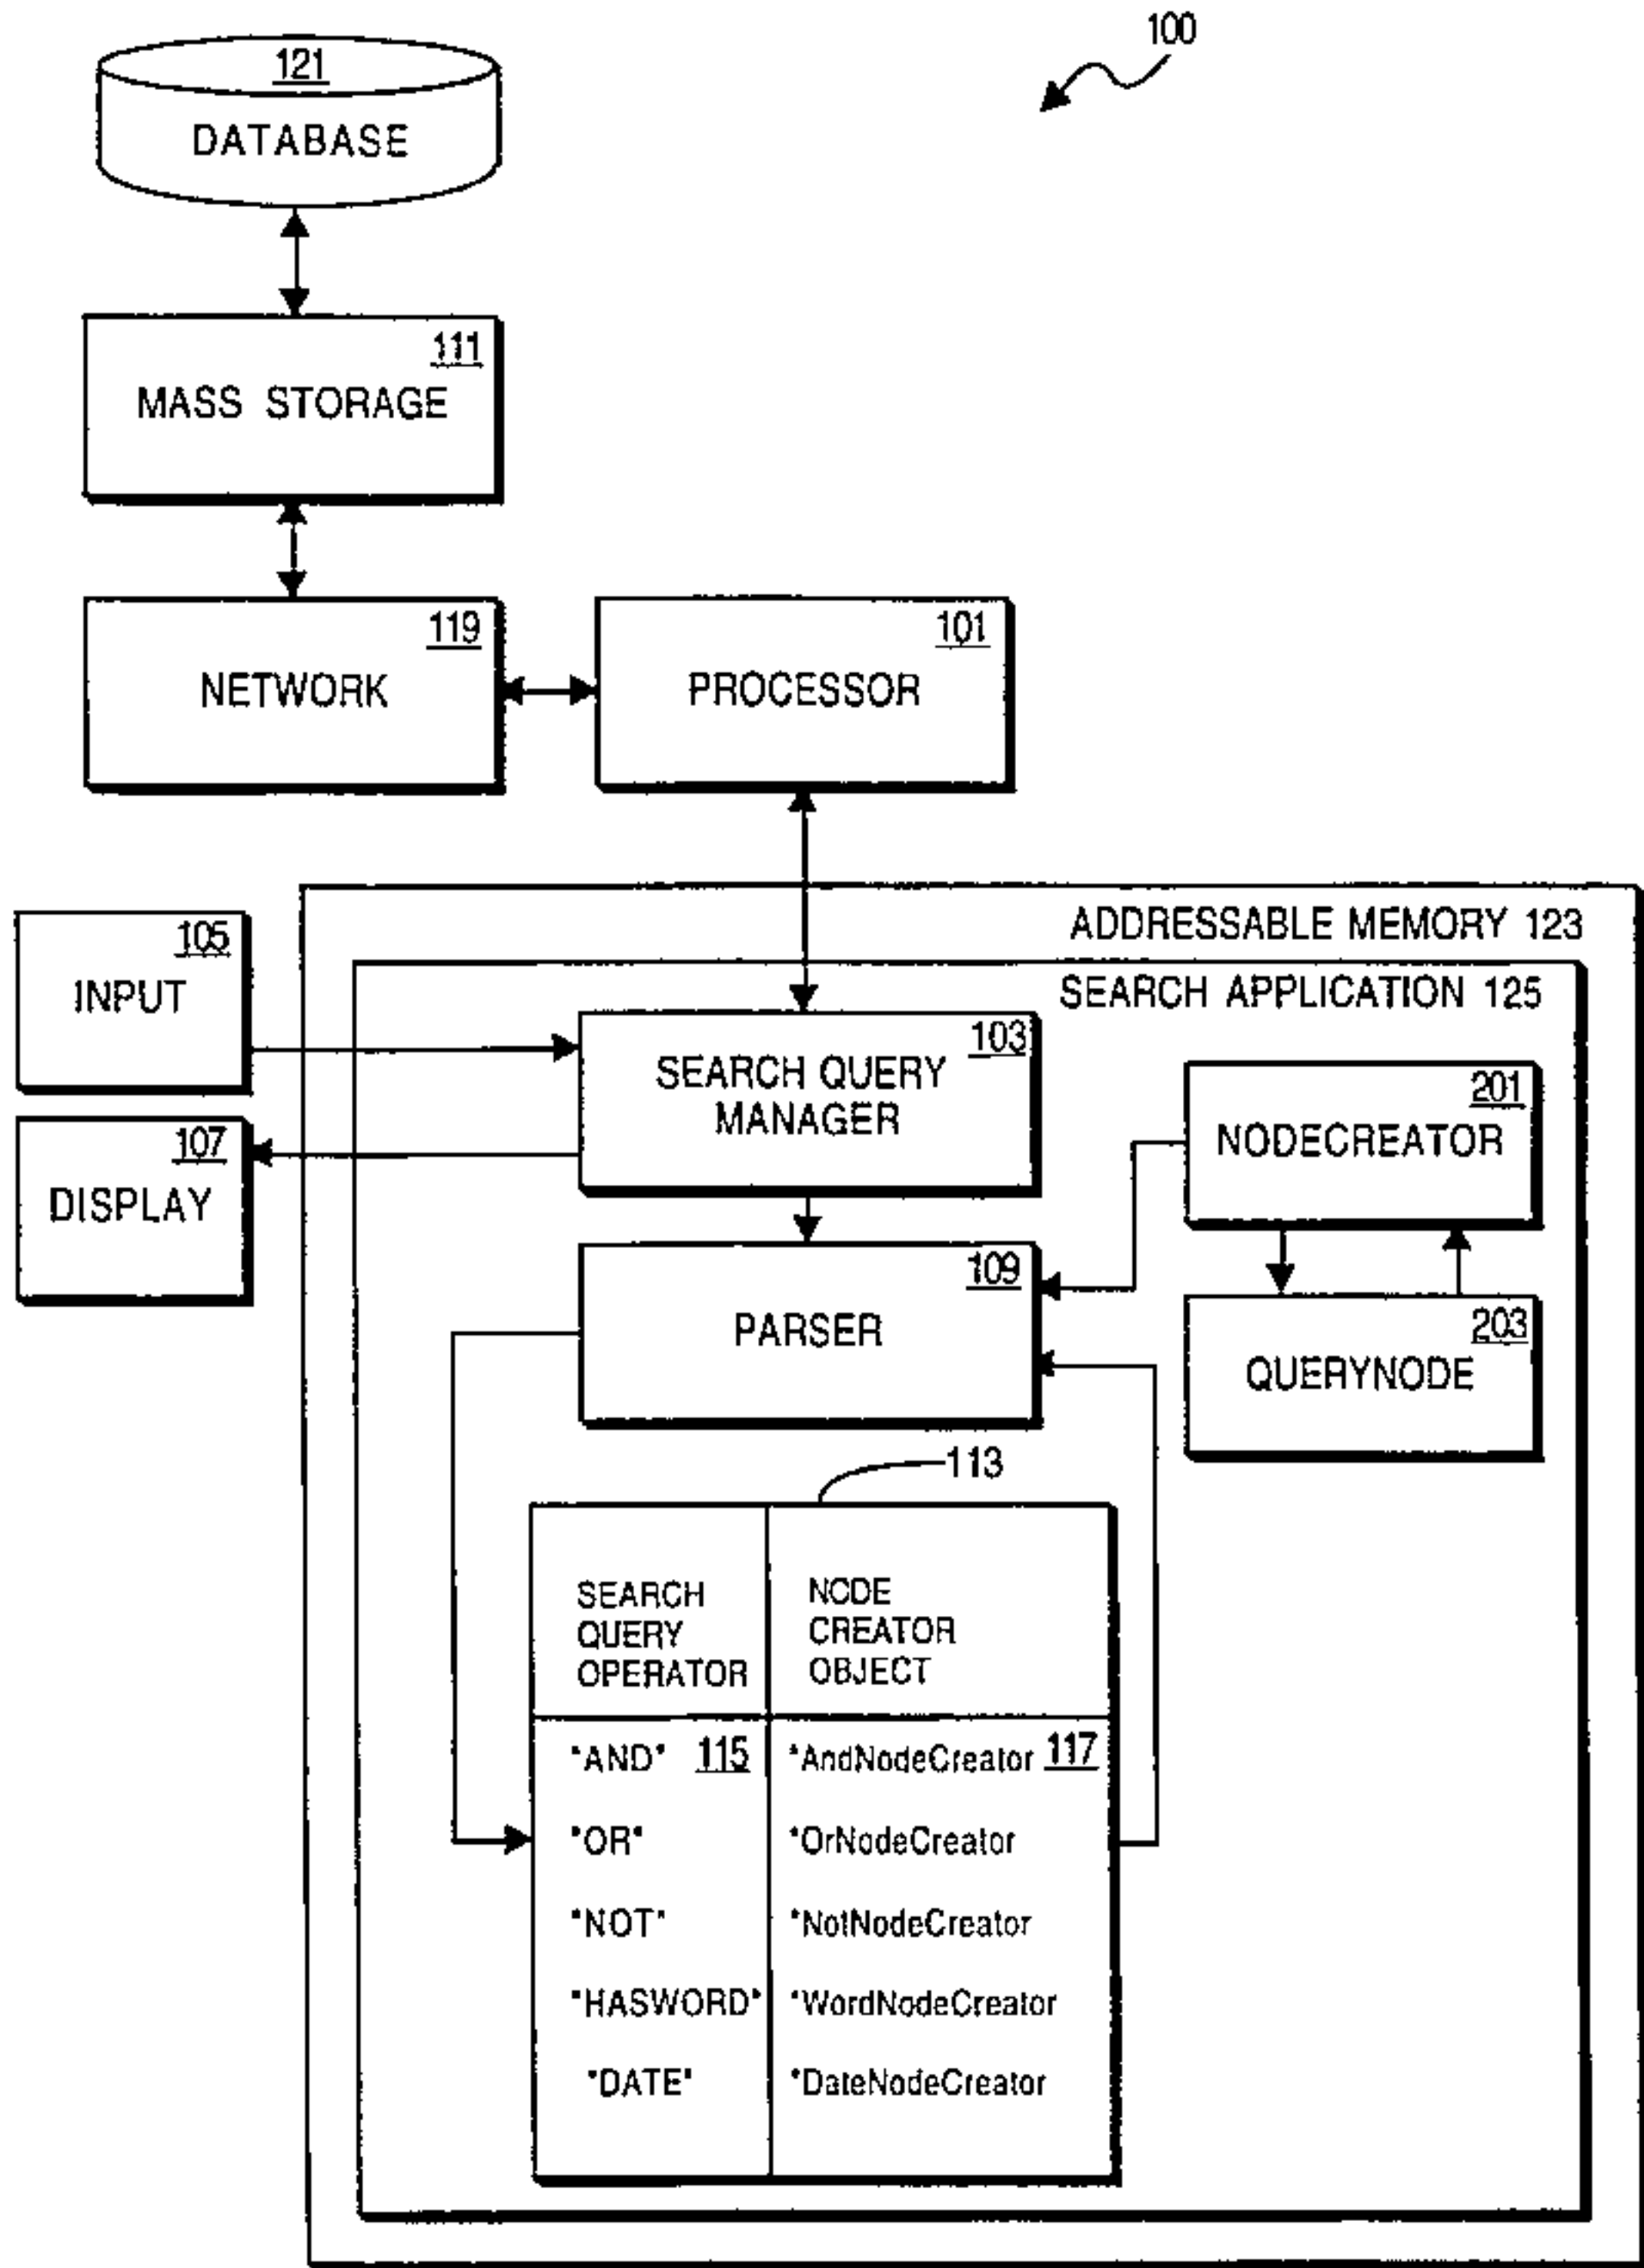 100
121
DATABASE
111
MASS STORAGE
119
NETWORK
101
PROCESSOR
ADDRESSABLE MEMORY 123
SEARCH APPLICATION 125
105
INPUT
103
SEARCH QUERY
MANAGER
107
DISPLAY
201
NODECREATOR
109
PARSER
203
QUERYNODE
113
SEARCH
QUERY
OPERATOR
NODE
CREATOR
OBJECT
"AND" 115
*AndNodeCreator 117
"OR"
*OrNodeCreator
"NOT"
*NotNodeCreator
"HASWORD"
*WordNodeCreator
"DATE"
*DateNodeCreator